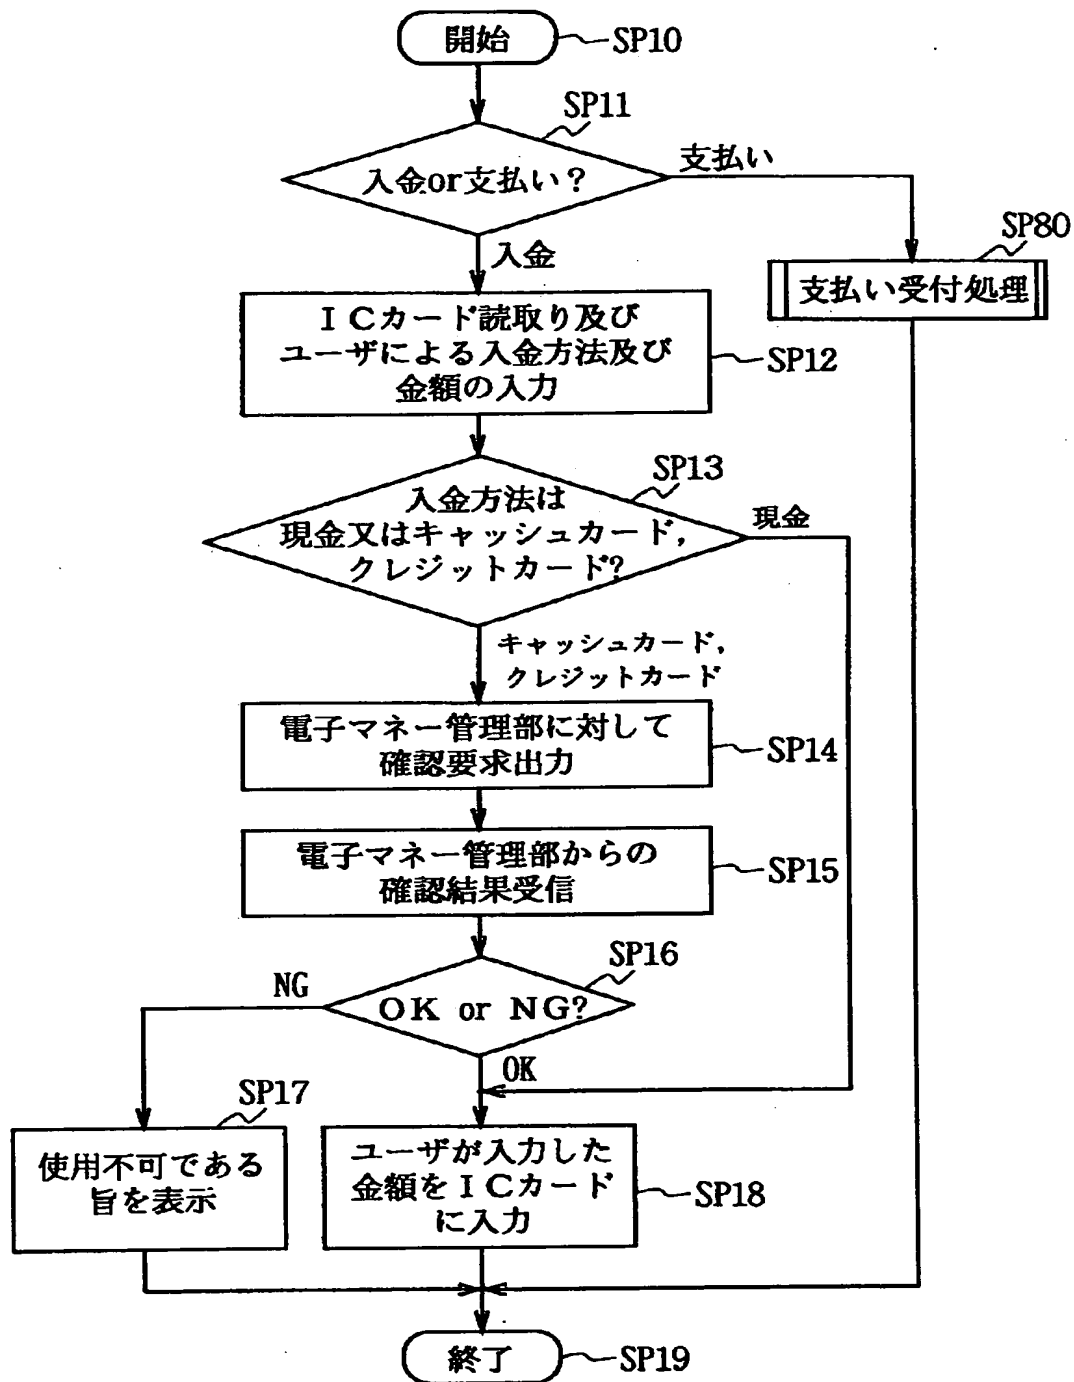 開始
SP10
SP11
入金or支払い?
支払い
入金
SP80
支払い受付処理
ICカード読取り及び
ユーザによる入金方法及び
金額の入力
SP12
SP13
入金方法は
現金又はキャッシュカード,
クレジットカード?
現金
キャッシュカード,
クレジットカード
電子マネー管理部に対して
確認要求出力
SP14
電子マネー管理部からの
確認結果受信
SP15
SP16
NG
OK or NG?
OK
SP17
使用不可である
旨を表示
ユーザが入力した
金額をICカード
に入力
SP18
終了
SP19